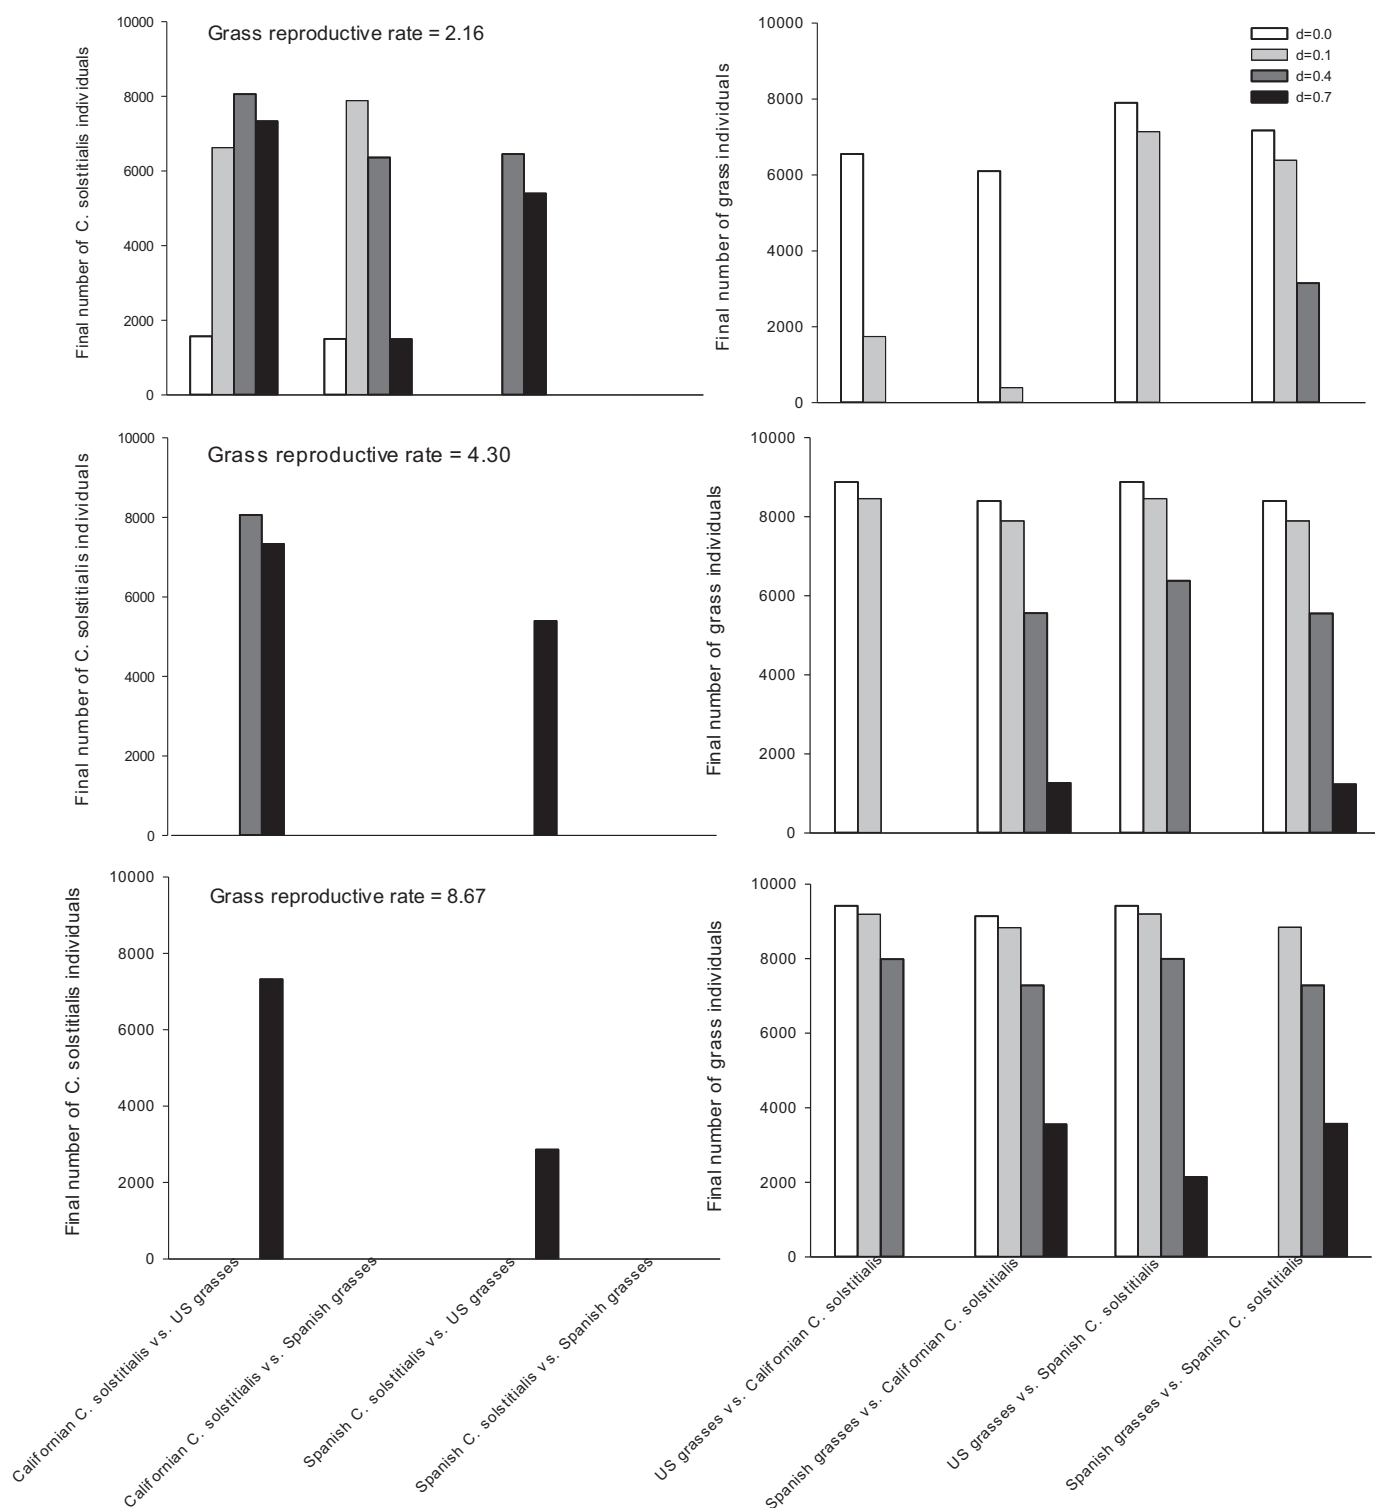 Grass reproductive rate = 2.16
Final number of C. solstitialis individuals
10000
8000
6000
4000
2000
0
Final number of grass individuals
10000
8000
6000
4000
2000
0
d=0.0
d=0.1
d=0.4
d=0.7
Grass reproductive rate = 4.30
Final number of C. solstitialis individuals
10000
8000
6000
4000
2000
0
Final number of grass individuals
10000
8000
6000
4000
2000
0
Grass reproductive rate = 8.67
Final number of C. solstitialis individuals
10000
8000
6000
4000
2000
0
Final number of grass individuals
10000
8000
6000
4000
2000
0
Californian C. solstitialis vs. US grasses
Californian C. solstitialis vs. Spanish grasses
Spanish C. solstitialis vs. US grasses
Spanish C. solstitialis vs. Spanish grasses
US grasses vs. Californian C. solstitialis
Spanish grasses vs. Californian C. solstitialis
US grasses vs. Spanish C. solstitialis
Spanish grasses vs. Spanish C. solstitialis